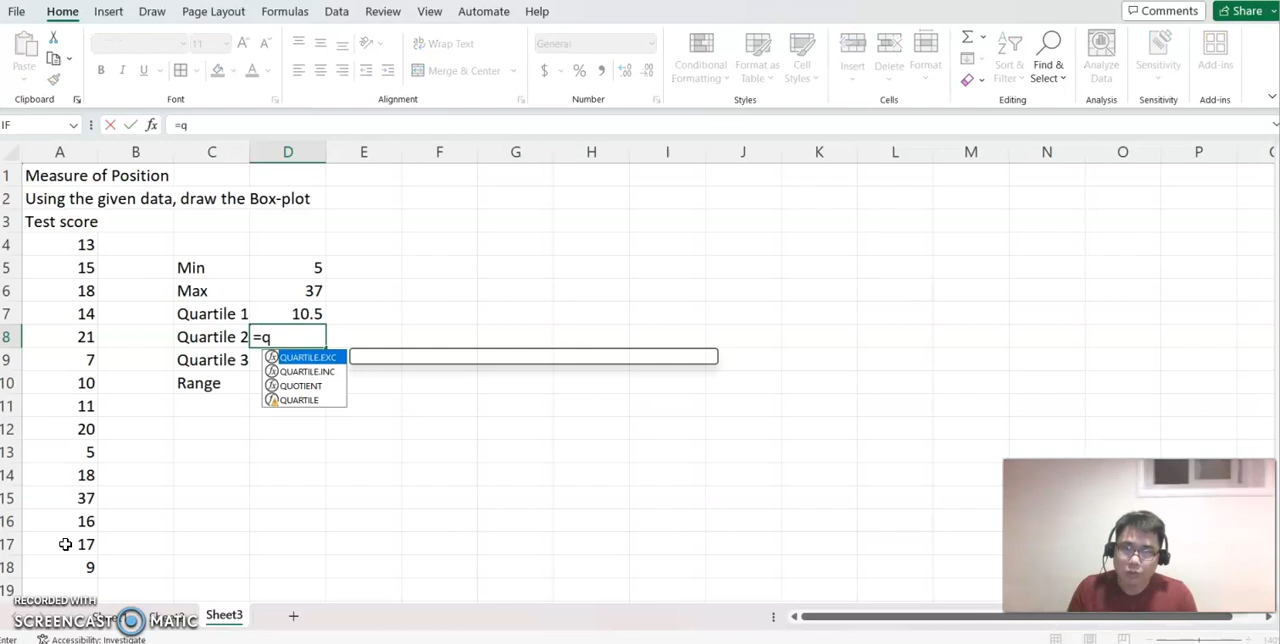 File Home Insert Draw Page Layout Formulas Data Review View Automate Help Comments Share
11 Wrap Text General
Paste B I U Merge & Center $ % Conditional Formatting Format as Table Cell Styles Insert Delete Format Sort & Filter Find & Select Analyze Data Sensitivity Add-ins
Clipboard Font Alignment Number Styles Cells Editing Analysis Sensitivity Add-ins
IF fx =q
A B C D E F G H I J K L M N O P
1 Measure of Position
2 Using the given data, draw the Box-plot
3 Test score
4 13
5 15 Min 5
6 18 Max 37
7 14 Quartile 1 10.5
8 21 Quartile 2 =q
9 7 Quartile 3 QUARTILE.EXC
QUARTILE.INC
10 10 Range QUOTIENT
QUARTILE
11 11
12 20
13 5
14 18
15 37
16 16
17 17
18 9
19
RECORDED WITH
SCREENCAST MATIC
Sheet3
Accessibility: Investigate